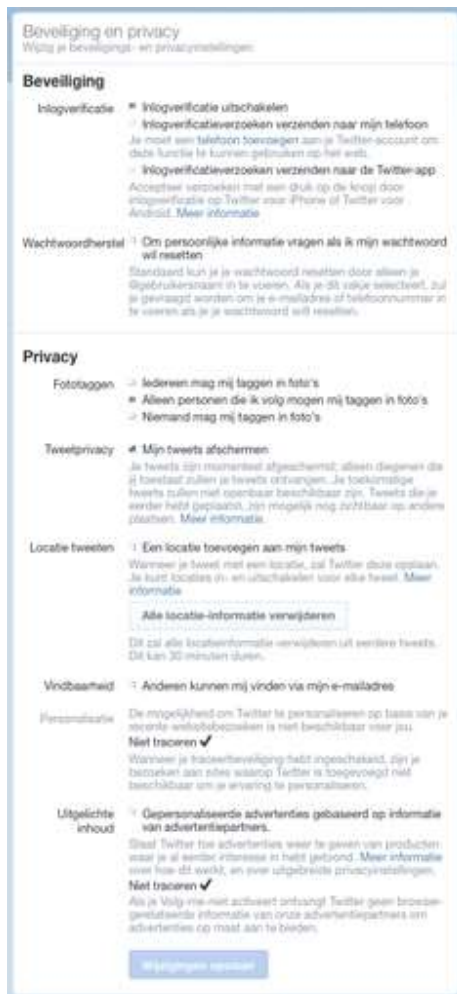 Beveiliging en privacy
Wijzig je beveiligings- en privacyinstellingen
Beveiliging
Inlogverificatie
Inlogverificatie uitschakelen
Inlogverificatieverzoeken verzenden naar mijn telefoon
Je moet een telefoon toevoegen aan je Twitter-account om
deze functie te kunnen gebruiken op het web.
Inlogverificatieverzoeken verzenden naar de Twitter-app
Accepteer verzoeken met een druk op de knop door
inlogverificatie op Twitter voor iPhone of Twitter voor
Android. Meer informatie
Wachtwoordherstel
Om persoonlijke informatie vragen als ik mijn wachtwoord
wil resetten
Standaard kun je je wachtwoord resetten door alleen je
@gebruikersnaam in te voeren. Als je dit vakje selecteert, zul
je gevraagd worden om je e-mailadres of telefoonnummer in
te voeren als je je wachtwoord wilt resetten.
Privacy
Fototaggen
Iedereen mag mij taggen in foto's
Alleen personen die ik volg mogen mij taggen in foto's
Niemand mag mij taggen in foto's
Tweetprivacy
Mijn tweets afschermen
Je tweets zijn momenteel afgeschermd; alleen diegenen die
jij toestaat zullen je tweets ontvangen. Je toekomstige
tweets zullen niet openbaar beschikbaar zijn. Tweets die je
eerder hebt geplaatst, zijn mogelijk nog zichtbaar op andere
plaatsen. Meer informatie.
Locatie tweeten
Een locatie toevoegen aan mijn tweets
Wanneer je tweet met een locatie, zal Twitter deze opslaan.
Je kunt locaties in- en uitschakelen voor elke tweet. Meer
informatie
Alle locatie-informatie verwijderen
Dit zal alle locatieinformatie verwijderen uit eerdere tweets.
Dit kan 30 minuten duren.
Vindbaarheid
Anderen kunnen mij vinden via mijn e-mailadres
Personalisatie
De mogelijkheid om Twitter te personaliseren op basis van je
recente websitebezoeken is niet beschikbaar voor jou.
Niet traceren ✔
Wanneer je traceerbeveiliging hebt ingeschakeld, zijn je
bezoeken aan sites waarop Twitter is toegevoegd niet
beschikbaar om je ervaring te personaliseren.
Uitgelichte
inhoud
Gepersonaliseerde advertenties gebaseerd op informatie
van advertentiepartners.
Staat Twitter toe advertenties weer te geven van producten
waar je al eerder interesse in hebt getoond. Meer informatie
over hoe dit werkt, en over uitgebreide privacyinstellingen.
Niet traceren ✔
Als je Volg-me-niet activeert ontvangt Twitter geen browser-
gerelateerde informatie van onze advertentiepartners om
advertenties op maat aan te bieden.
Wijzigingen opslaan